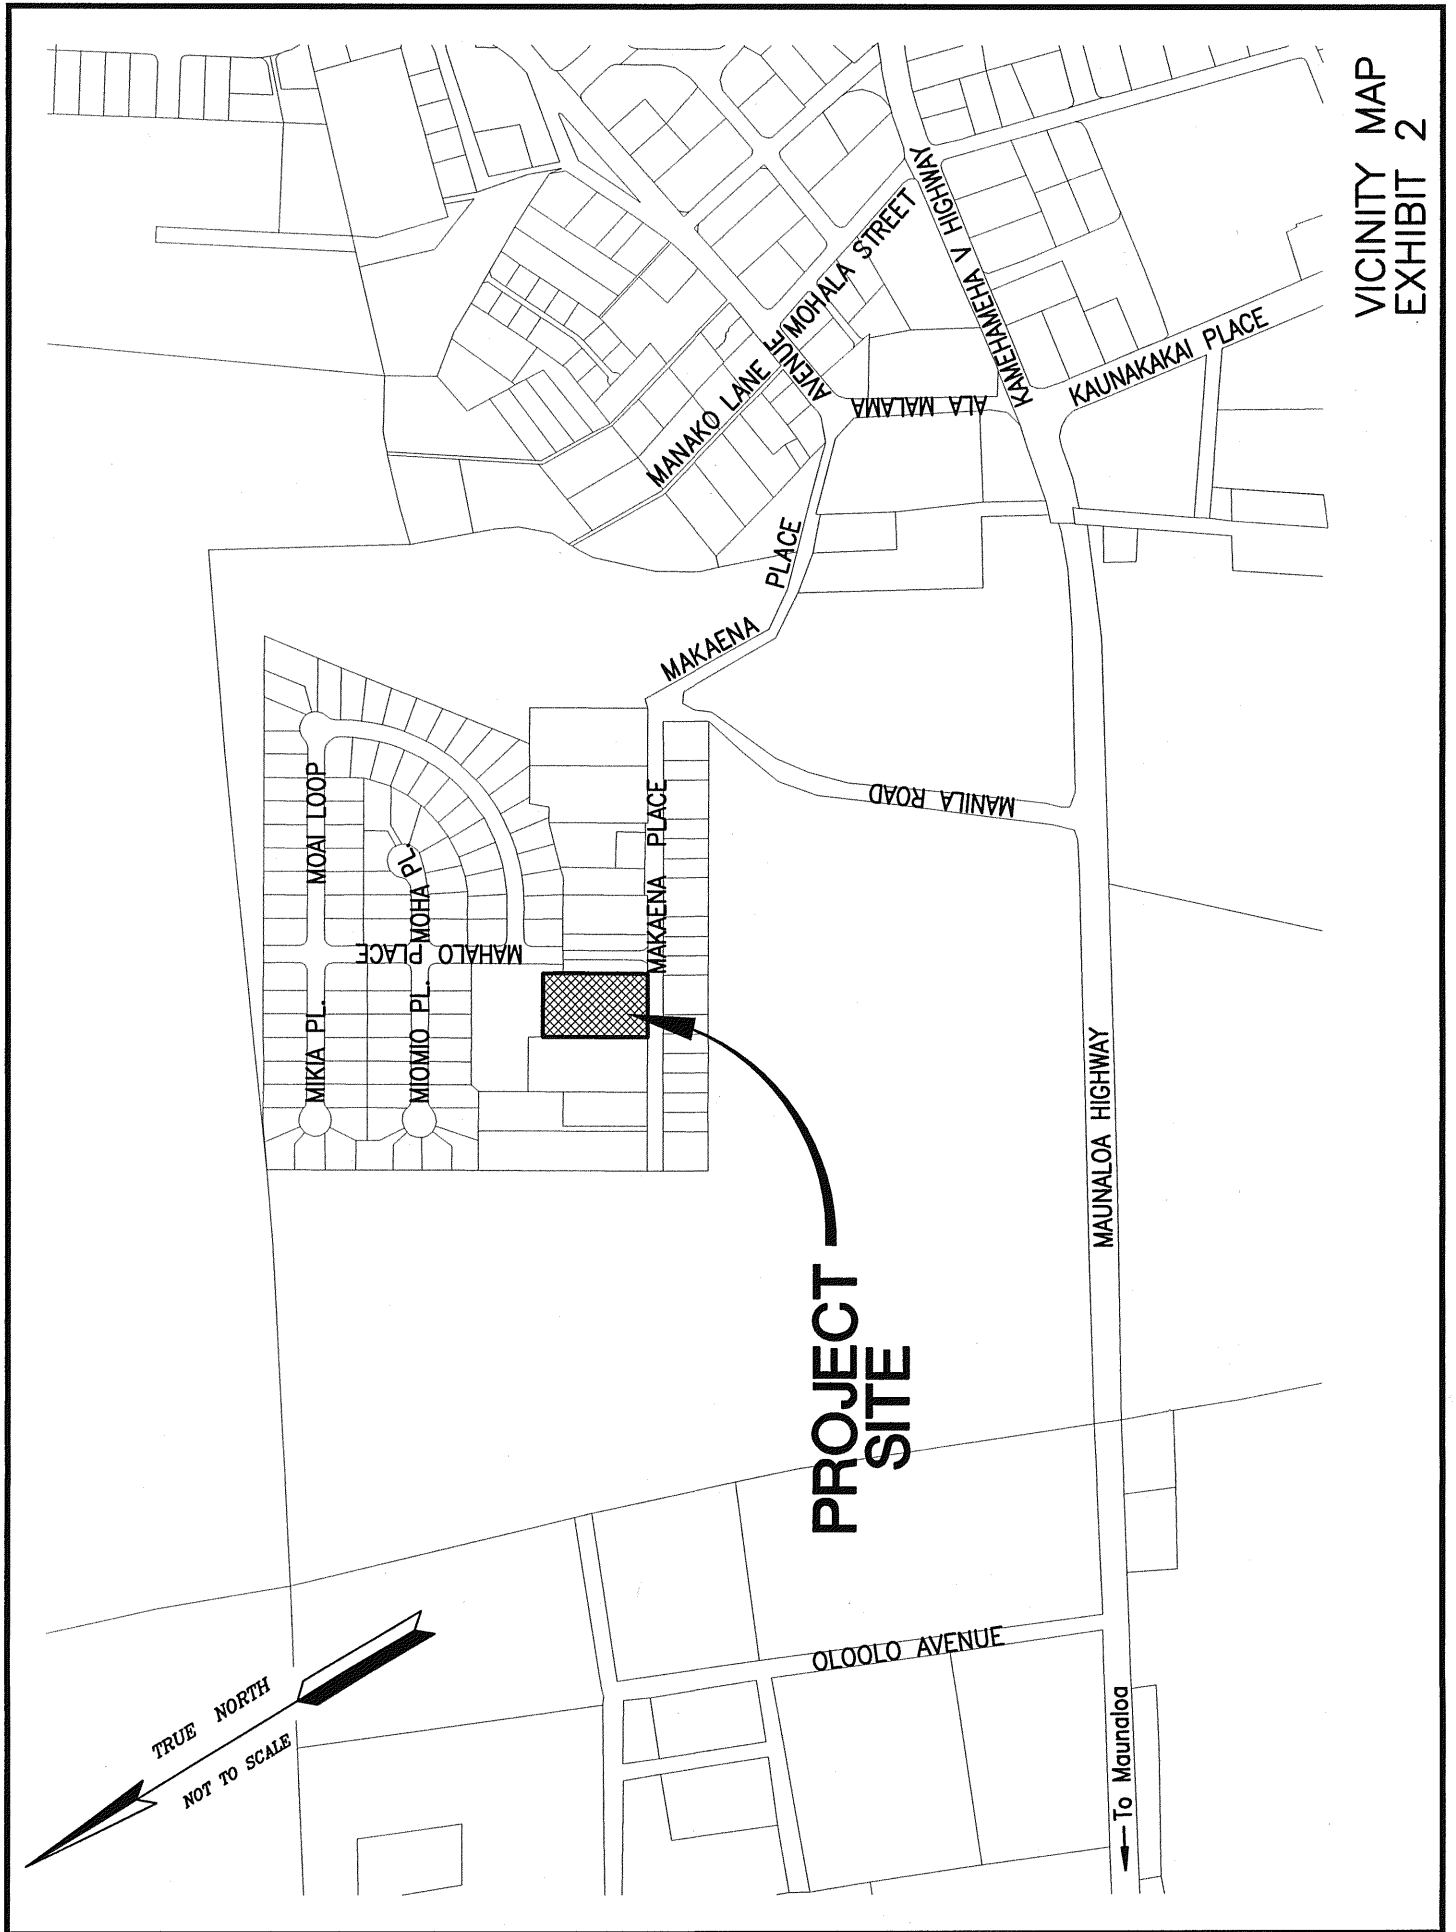 VICINITY MAP
EXHIBIT 2
TRUE NORTH
NOT TO SCALE
PROJECT
SITE
MIKIA PL.
MOAI LOOP
MIOMIO PL.
MOHA PL.
MAHALO PLACE
MAKAENA PLACE
MAKAENA PLACE
MANILA ROAD
MANAKO LANE
MOHALA STREET
ALA MALAMA
AVENUE
KAMEHAMEHA V HIGHWAY
KAUNAKAKAI PLACE
MAUNALOA HIGHWAY
OLOOLO AVENUE
To Maunaloa